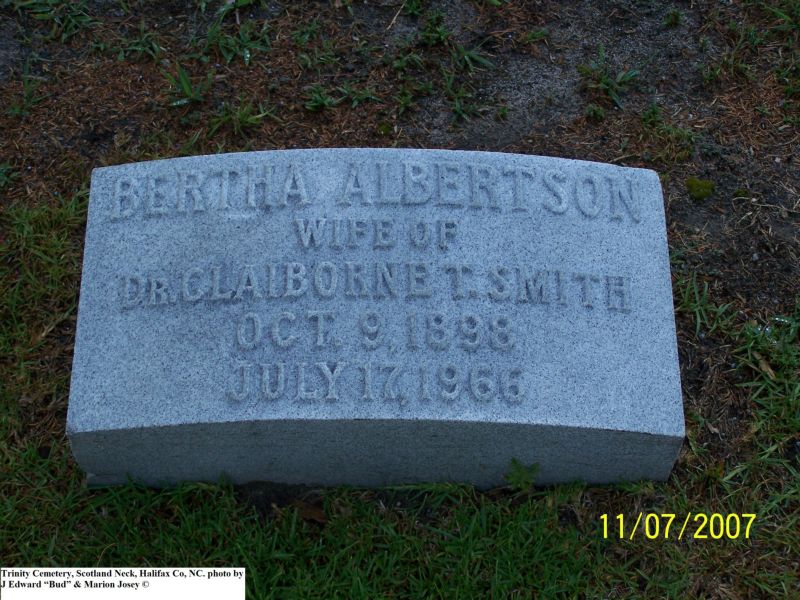 BERTHA ALBERTSON
WIFE OF
DR. CLAIBORNE T. SMITH
OCT. 9, 1898
JULY 17, 1966
11/07/2007
Trinity Cemetery, Scotland Neck, Halifax Co, NC. photo by
J Edward “Bud” & Marion Josey ©